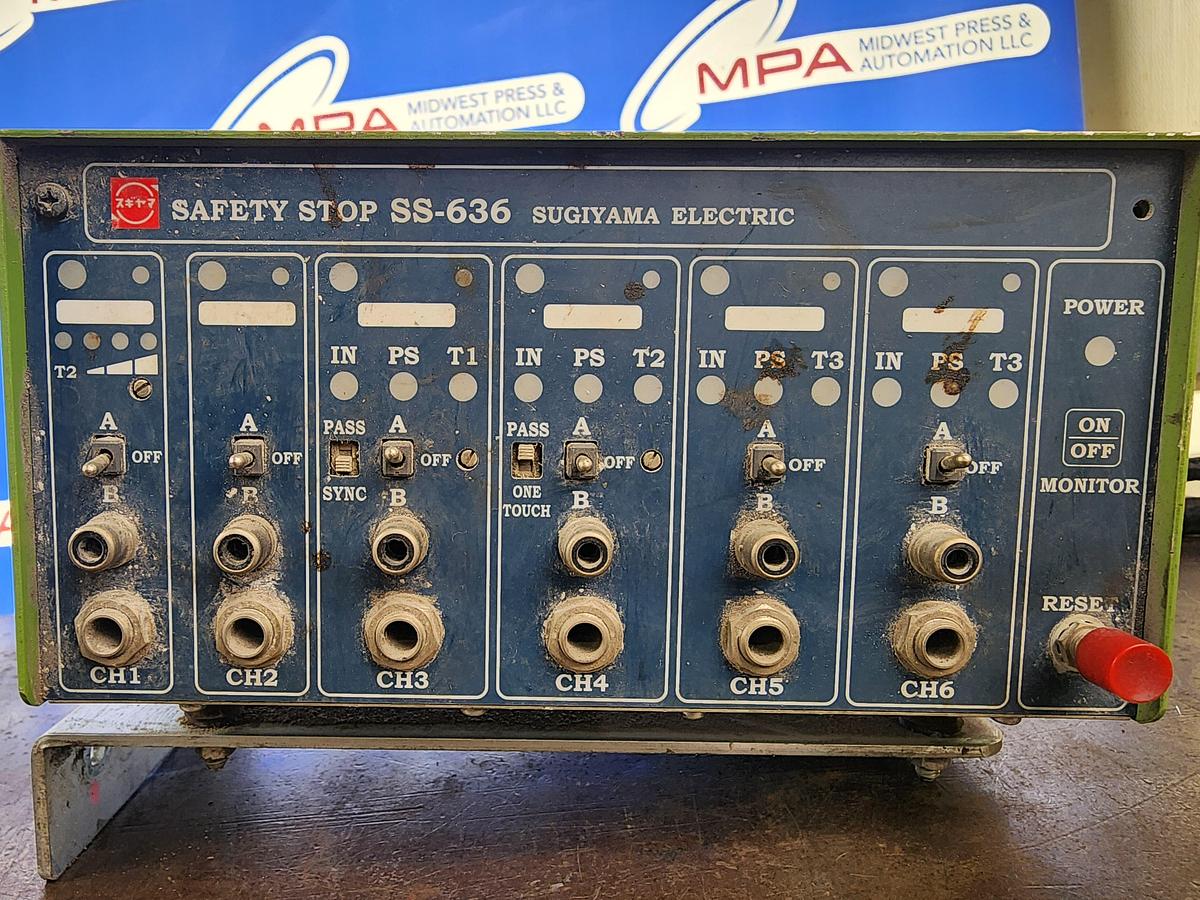 MPA MIDWEST PRESS & AUTOMATION LLC
MPA MIDWEST PRESS & AUTOMATION LLC
スギヤマ SAFETY STOP SS-636 SUGIYAMA ELECTRIC
T2
A
OFF
B
CH1
A
OFF
B
CH2
IN PS T1
PASS
SYNC
A
OFF
B
CH3
IN PS T2
PASS
ONE
TOUCH
A
OFF
B
CH4
IN PS T3
A
OFF
B
CH5
IN PS T3
A
OFF
B
CH6
POWER
ON
OFF
MONITOR
RESET